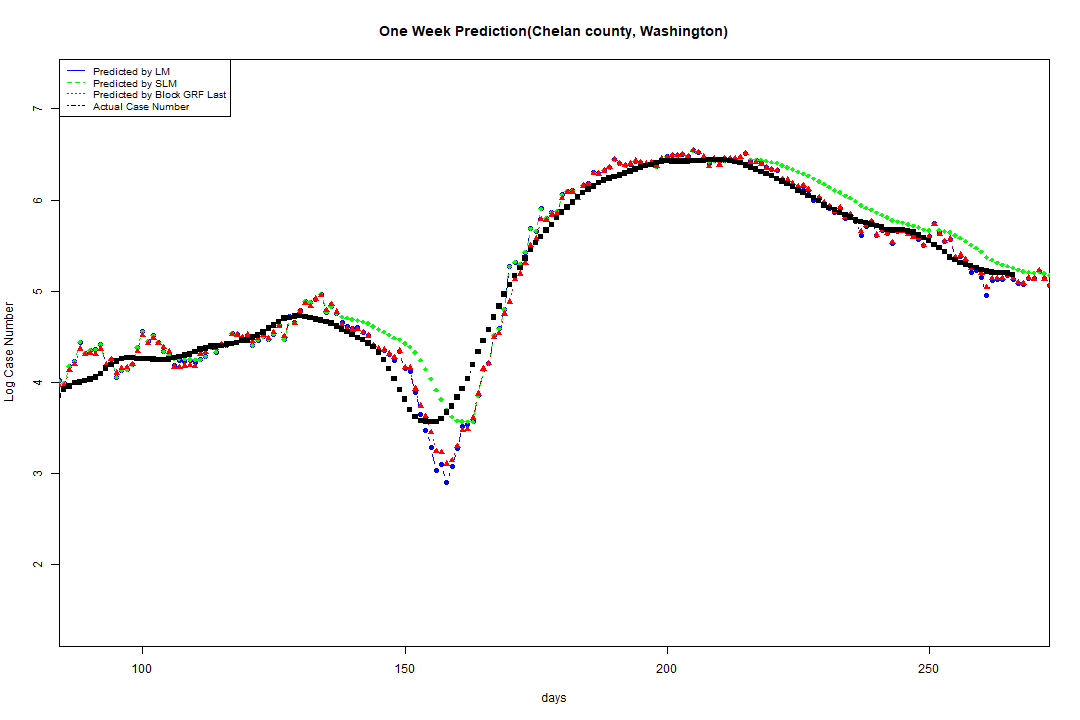 One Week Prediction(Chelan county, Washington)
Predicted by LM
Predicted by SLM
Predicted by Block GRF Last
Actual Case Number
7
6
5
4
3
2
Log Case Number
100 150 200 250
days